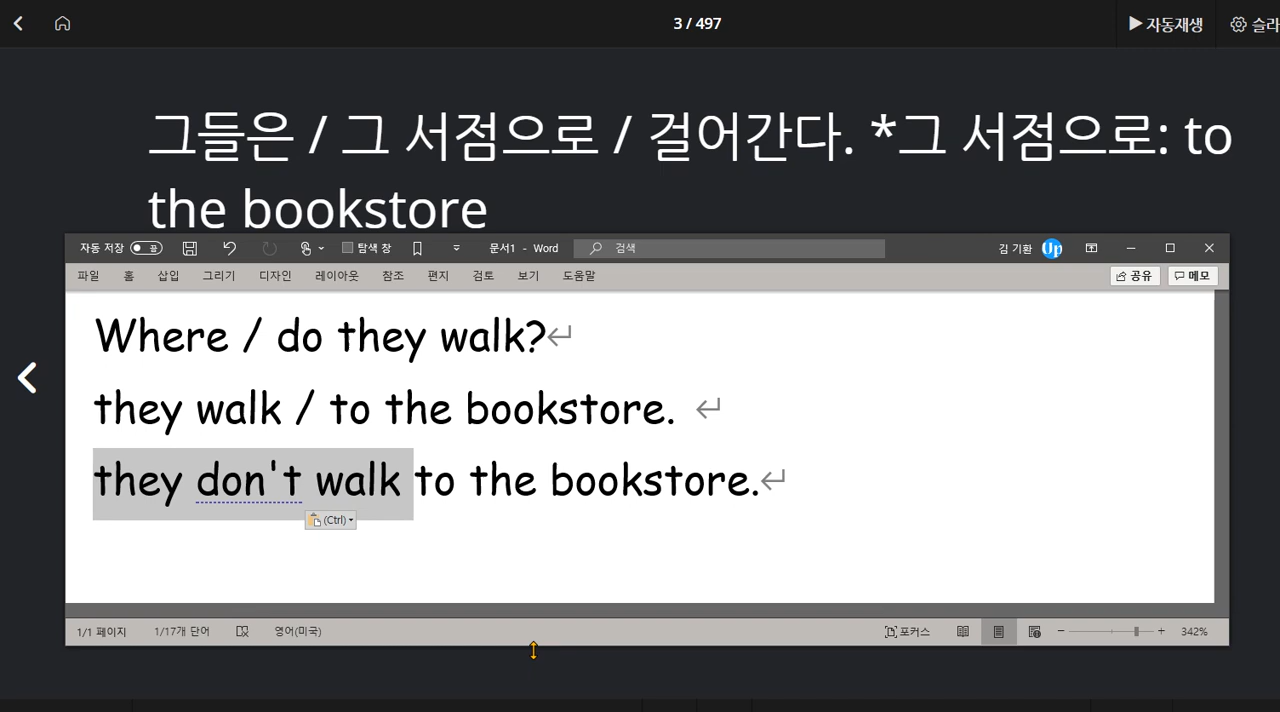 3 / 497
자동재생
슬라
그들은 / 그 서점으로 / 걸어간다. *그 서점으로: to
the bookstore
자동 저장 끔 탐색 창 문서1 - Word 검색 김 기환 Up
파일 홈 삽입 그리기 디자인 레이아웃 참조 편지 검토 보기 도움말 공유 메모
Where / do they walk?↵
they walk / to the bookstore. ↵
they don't walk to the bookstore.↵
(Ctrl)
1/1 페이지 1/17개 단어 영어(미국) 포커스 342%